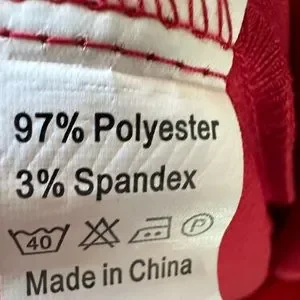 97% Polyester
3% Spandex
40 P
Made in China